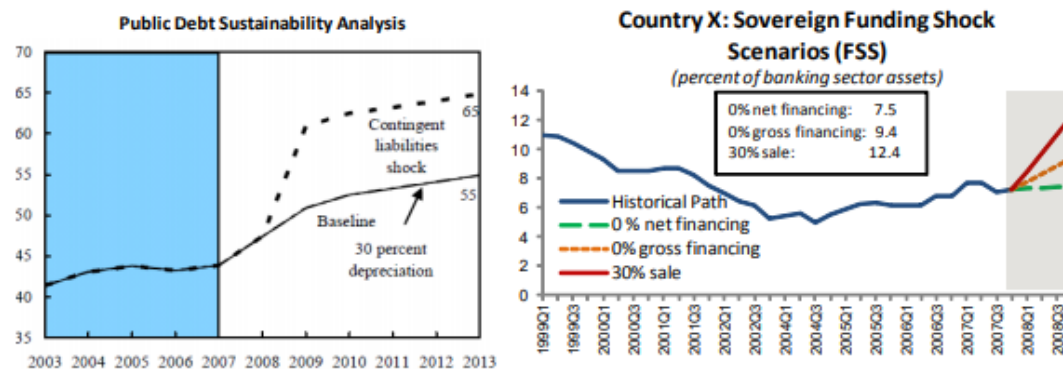 Public Debt Sustainability Analysis
70
65
60
55
50
45
40
35
2003 2004 2005 2006 2007 2008 2009 2010 2011 2012 2013
65
Contingent
liabilities
shock
55
Baseline
30 percent
depreciation
Country X: Sovereign Funding Shock
Scenarios (FSS)
(percent of banking sector assets)
14
12
10
8
6
4
2
0
0% net financing: 7.5
0% gross financing: 9.4
30% sale: 12.4
Historical Path
0 % net financing
0% gross financing
30% sale
1999Q1
1999Q3
2000Q1
2000Q3
2001Q1
2001Q3
2002Q1
2002Q3
2003Q1
2003Q3
2004Q1
2004Q3
2005Q1
2005Q3
2006Q1
2006Q3
2007Q1
2007Q3
2008Q1
2008Q3